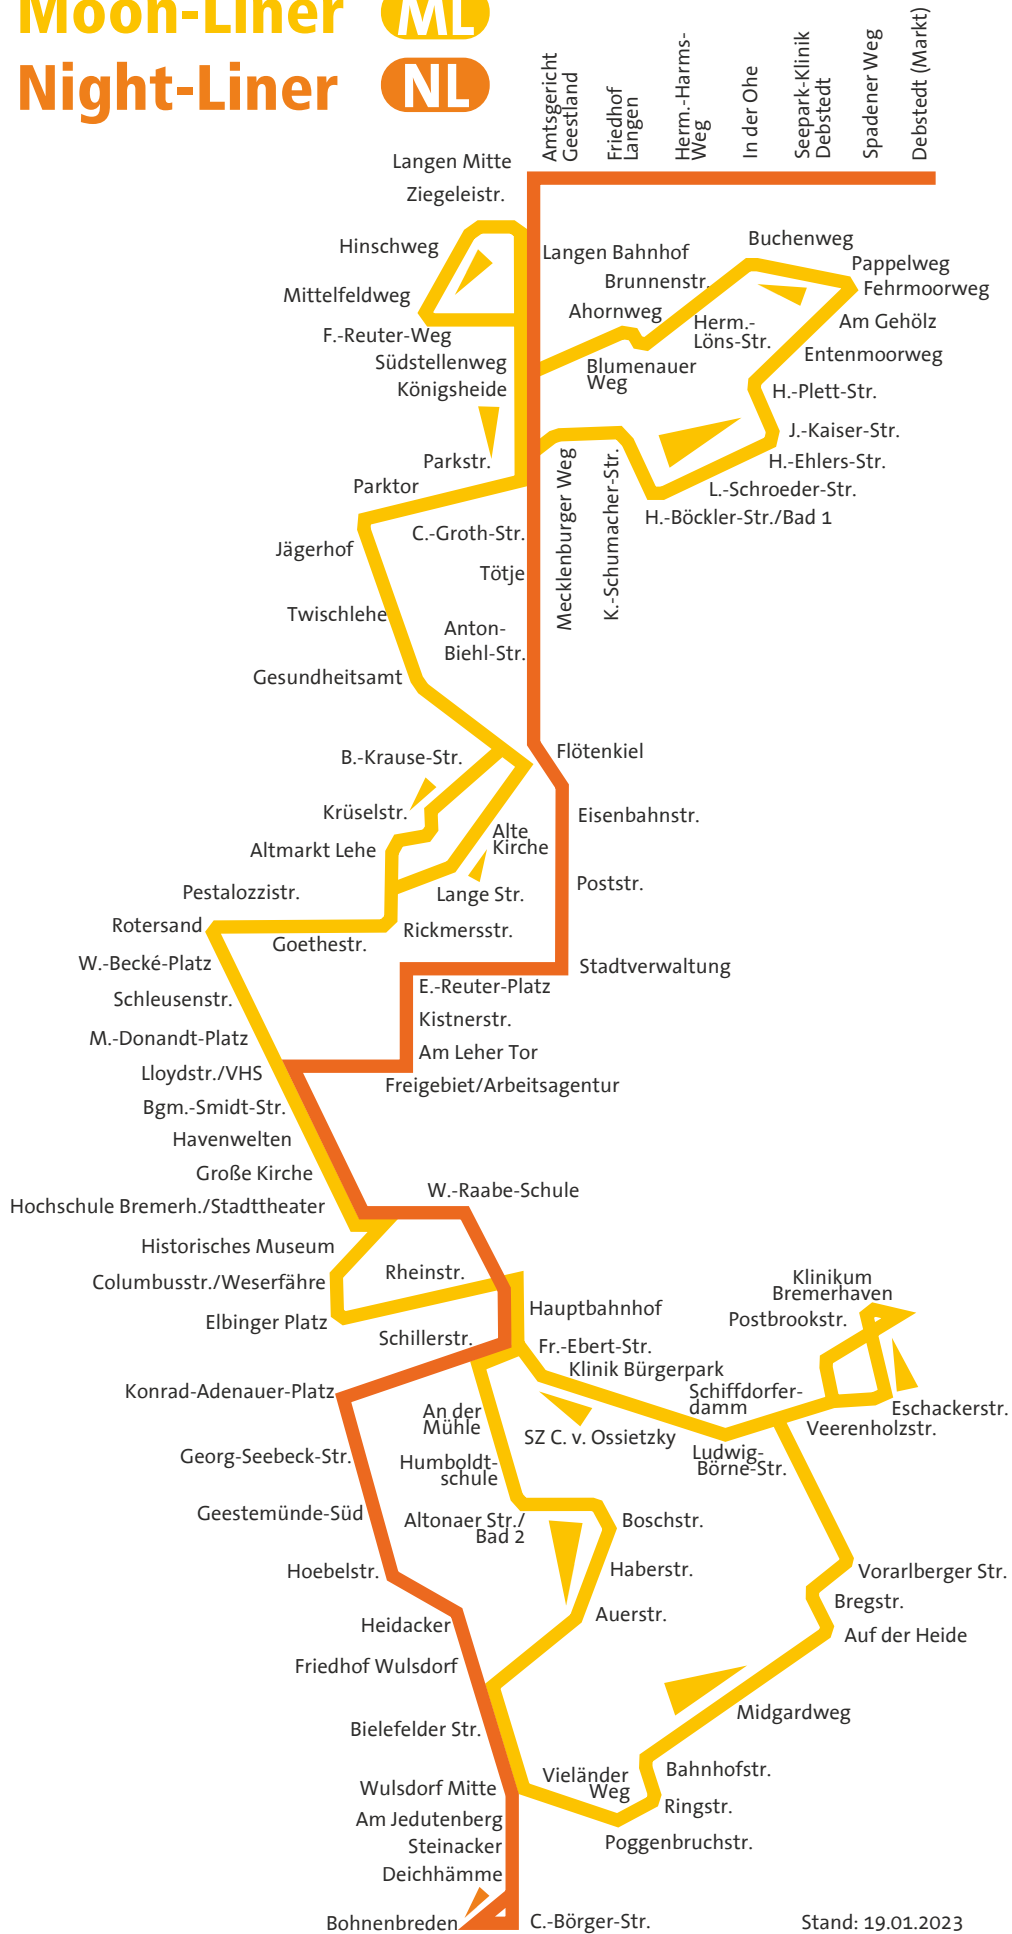 Moon-Liner ML
Night-Liner NL
Amtsgericht
Geestland
Friedhof
Langen
Herm.-Harms-
Weg
In der Ohe
Seepark-Klinik
Debstedt
Spadener Weg
Debstedt (Markt)
Langen Mitte
Ziegeleistr.
Hinschweg
Mittelfeldweg
F.-Reuter-Weg
Südstellenweg
Königsheide
Parkstr.
Parktor
Langen Bahnhof
Brunnenstr.
Ahornweg
Blumenauer
Weg
Herm.-
Löns-Str.
Buchenweg
Pappelweg
Fehrmoorweg
Am Gehölz
Entenmoorweg
H.-Plett-Str.
J.-Kaiser-Str.
H.-Ehlers-Str.
L.-Schroeder-Str.
H.-Böckler-Str./Bad 1
Mecklenburger Weg
K.-Schumacher-Str.
C.-Groth-Str.
Tötje
Anton-
Biehl-Str.
Jägerhof
Twischlehe
Gesundheitsamt
Flötenkiel
B.-Krause-Str.
Krüselstr.
Altmarkt Lehe
Pestalozzistr.
Alte
Kirche
Lange Str.
Eisenbahnstr.
Poststr.
Rotersand
Goethestr.
Rickmersstr.
W.-Becké-Platz
Schleusenstr.
M.-Donandt-Platz
Lloydstr./VHS
Bgm.-Smidt-Str.
Havenwelten
Große Kirche
Hochschule Bremerh./Stadttheater
Stadtverwaltung
E.-Reuter-Platz
Kistnerstr.
Am Leher Tor
Freigebiet/Arbeitsagentur
W.-Raabe-Schule
Historisches Museum
Columbusstr./Weserfähre
Elbinger Platz
Rheinstr.
Schillerstr.
Hauptbahnhof
Fr.-Ebert-Str.
Klinik Bürgerpark
Klinikum
Bremerhaven
Postbrookstr.
Schiffdorfer-
damm
Eschackerstr.
Veerenholzstr.
SZ C. v. Ossietzky
Ludwig-
Börne-Str.
Konrad-Adenauer-Platz
An der
Mühle
Humboldt-
schule
Georg-Seebeck-Str.
Geestemünde-Süd
Altonaer Str./
Bad 2
Boschstr.
Haberstr.
Auerstr.
Hoebelstr.
Heidacker
Friedhof Wulsdorf
Vorarlberger Str.
Bregstr.
Auf der Heide
Midgardweg
Bielefelder Str.
Bahnhofstr.
Vieländer
Weg
Ringstr.
Poggenbruchstr.
Wulsdorf Mitte
Am Jedutenberg
Steinacker
Deichhämme
Bohnenbreden
C.-Börger-Str.
Stand: 19.01.2023